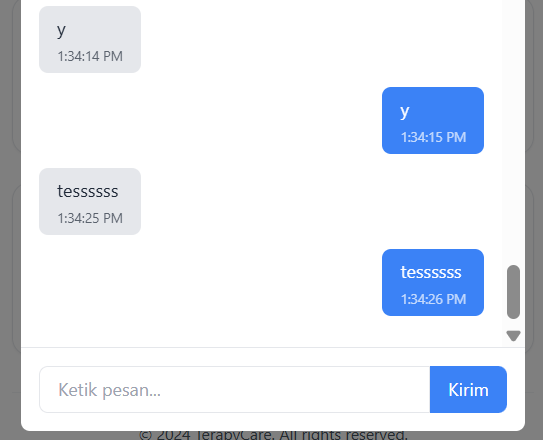 y
1:34:14 PM
y
1:34:15 PM
tessssss
1:34:25 PM
tessssss
1:34:26 PM
Ketik pesan...
Kirim
© 2024 TerapyCare. All rights reserved.